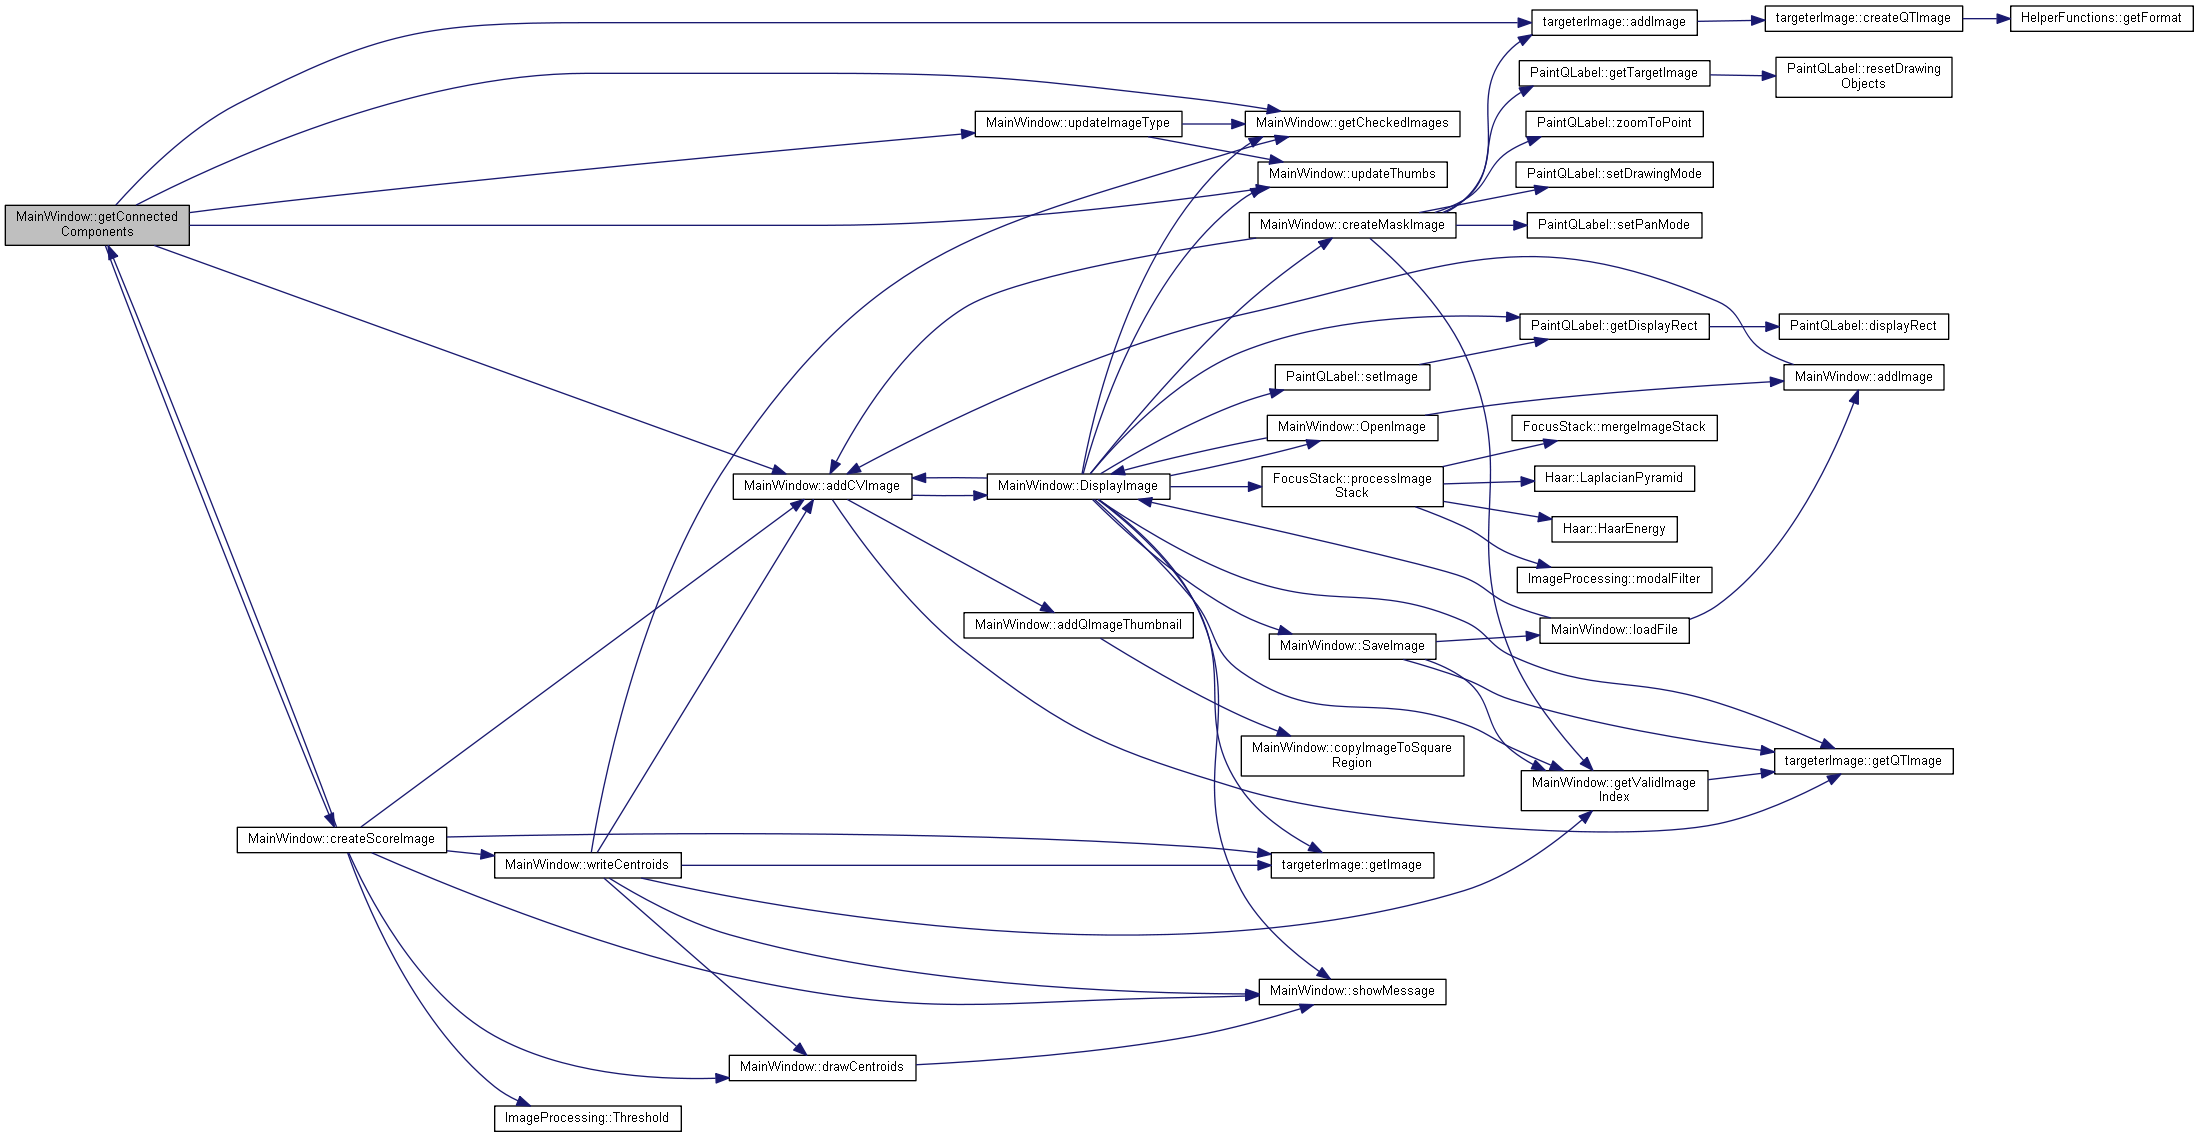 targeterImage::addImage
targeterImage::createQTImage
HelperFunctions::getFormat
PaintQLabel::getTargetImage
PaintQLabel::resetDrawing
Objects
MainWindow::updateImageType
MainWindow::getCheckedImages
PaintQLabel::zoomToPoint
MainWindow::updateThumbs
PaintQLabel::setDrawingMode
MainWindow::getConnected
Components
MainWindow::createMaskImage
PaintQLabel::setPanMode
PaintQLabel::getDisplayRect
PaintQLabel::displayRect
PaintQLabel::setImage
MainWindow::addImage
MainWindow::OpenImage
FocusStack::mergeImageStack
MainWindow::addCVImage
MainWindow::DisplayImage
FocusStack::processImage
Stack
Haar::LaplacianPyramid
Haar::HaarEnergy
ImageProcessing::modalFilter
MainWindow::addQImageThumbnail
MainWindow::SaveImage
MainWindow::loadFile
MainWindow::copyImageToSquare
Region
targeterImage::getQTImage
MainWindow::getValidImage
Index
MainWindow::createScoreImage
MainWindow::writeCentroids
targeterImage::getImage
MainWindow::showMessage
MainWindow::drawCentroids
ImageProcessing::Threshold